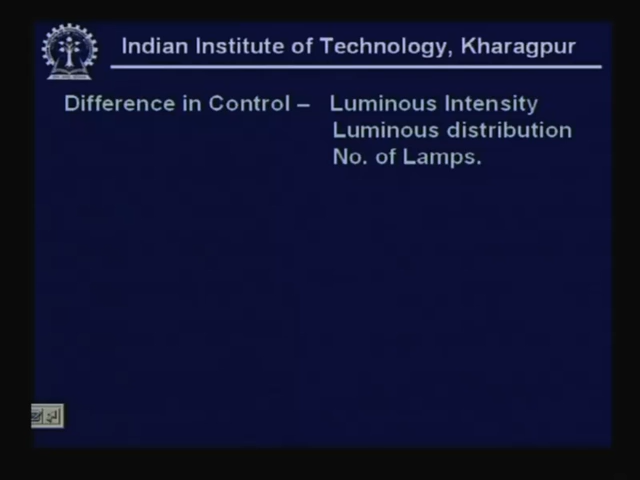 Indian Institute of Technology, Kharagpur
Difference in Control – Luminous Intensity
Luminous distribution
No. of Lamps.